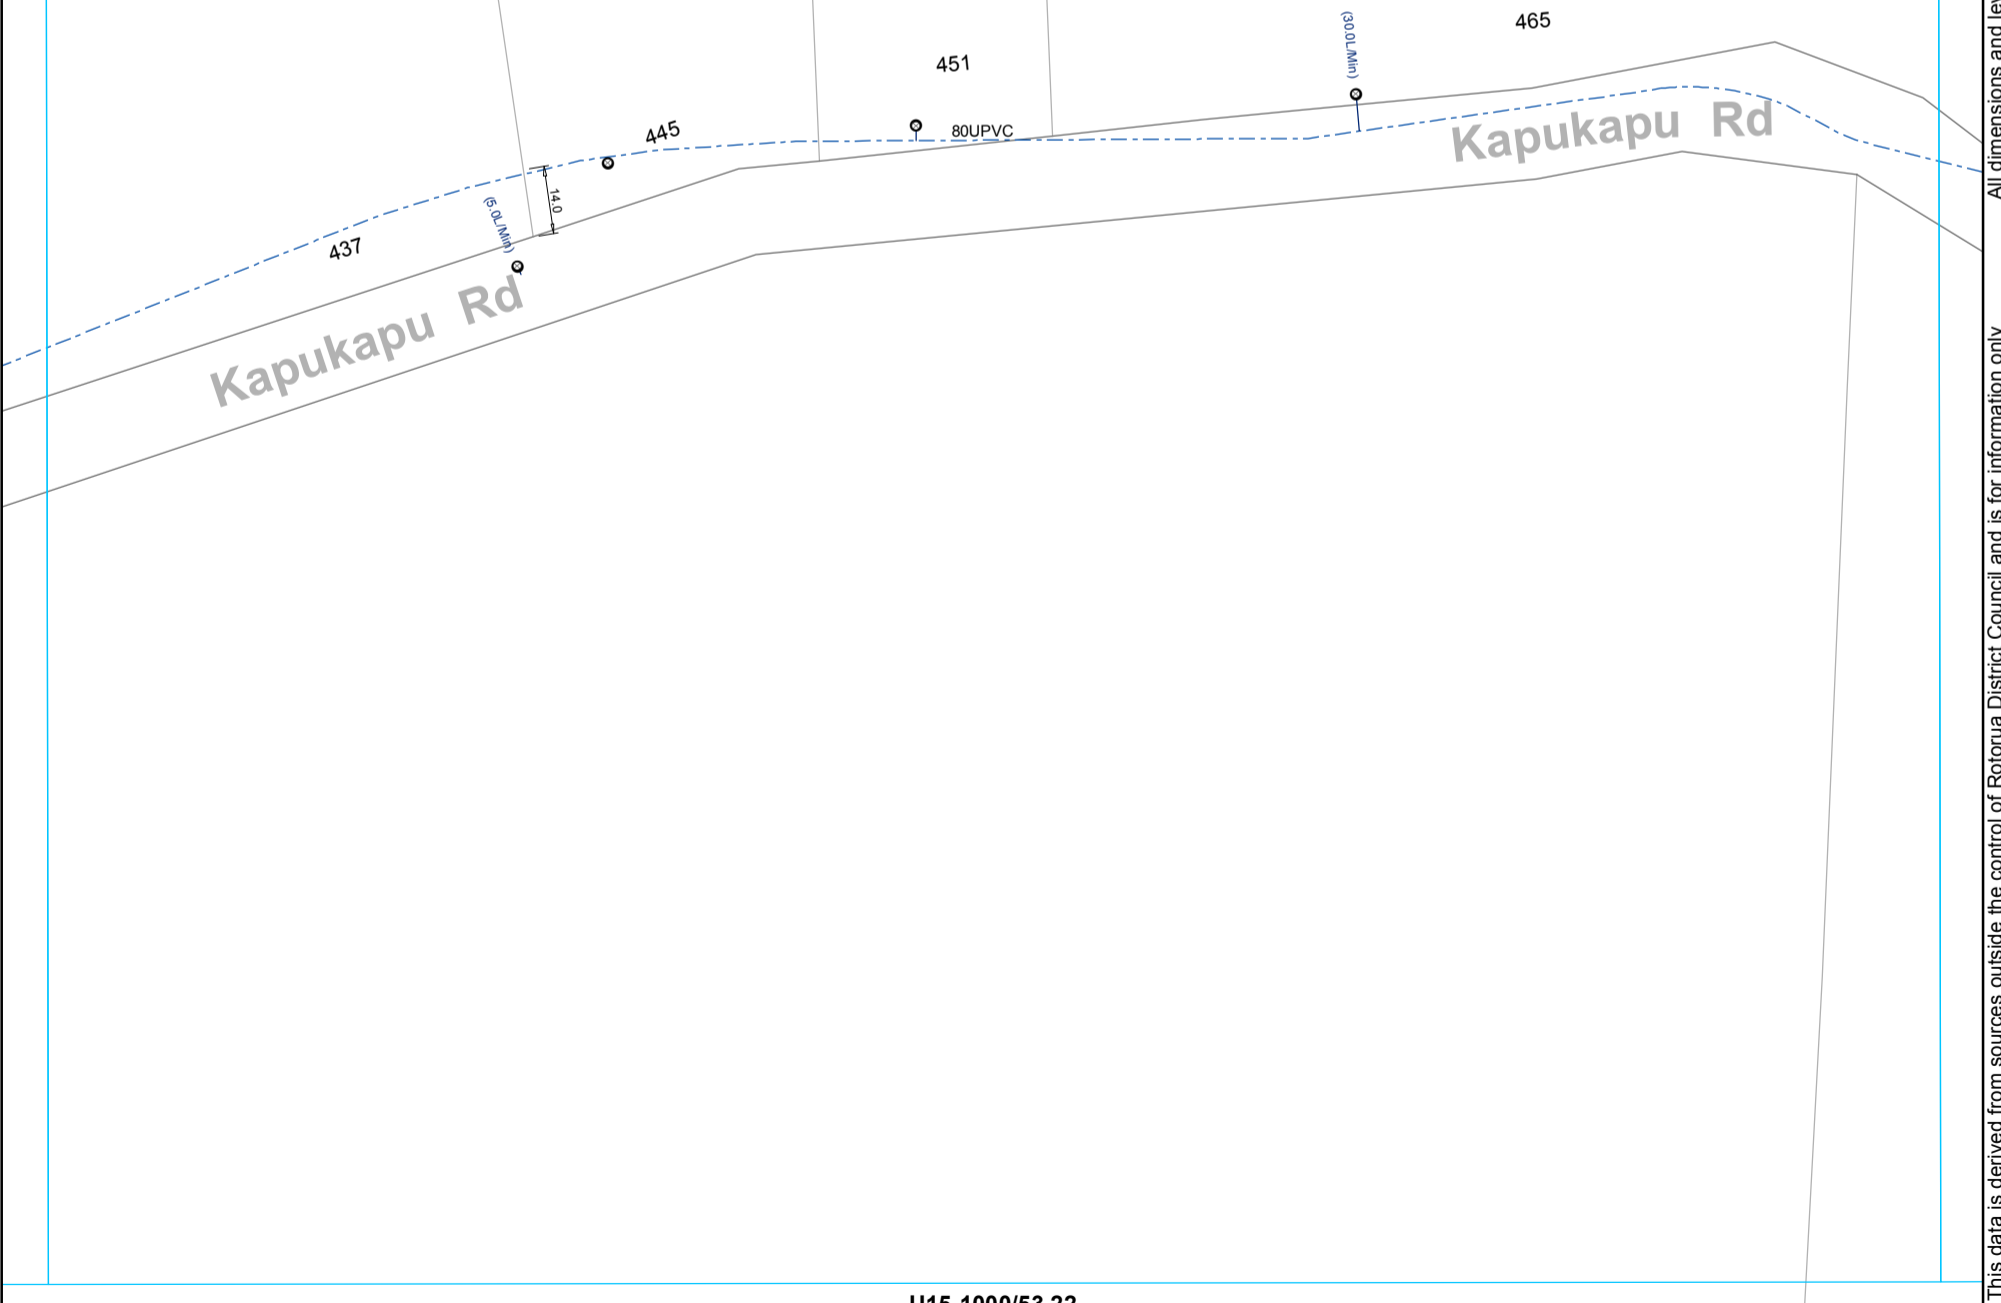 465
(30.0L/Min)
451
445
80UPVC
Kapukapu Rd
14.0
(5.0L/Min)
437
Kapukapu Rd
All dimensions and lev
This data is derived from sources outside the control of Rotorua District Council and is for information only